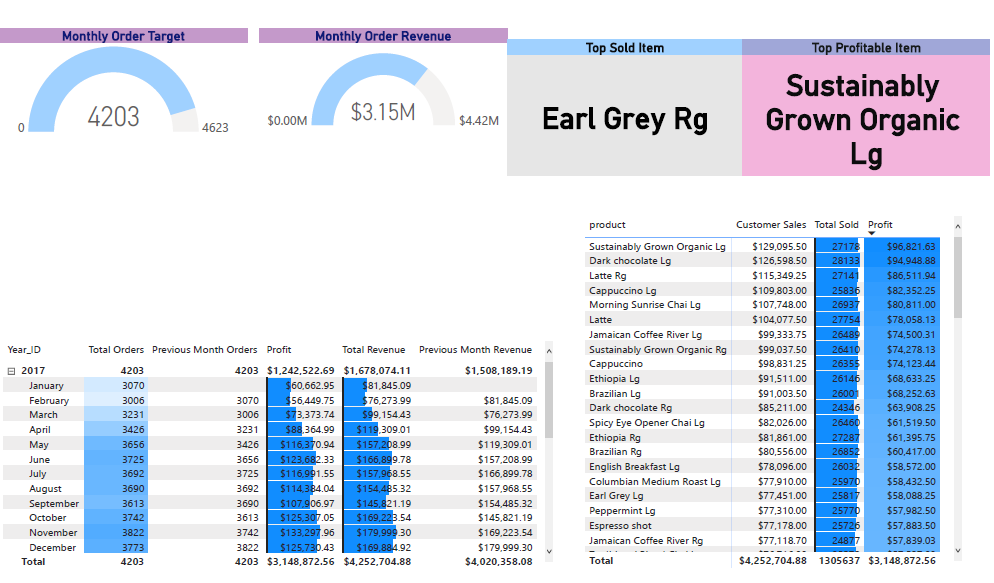 Monthly Order Target
Monthly Order Revenue
Top Sold Item
Top Profitable Item
4203
0
4623
$3.15M
$0.00M
$4.42M
Earl Grey Rg
Sustainably
Grown Organic
Lg
product Customer Sales Total Sold Profit
Sustainably Grown Organic Lg $129,095.50 27178 $96,821.63
Dark chocolate Lg $126,598.50 28133 $94,948.88
Latte Rg $115,349.25 27141 $86,511.94
Cappuccino Lg $109,803.00 25836 $82,352.25
Morning Sunrise Chai Lg $107,748.00 26937 $80,811.00
Latte $104,077.50 27754 $78,058.13
Jamaican Coffee River Lg $99,333.75 26489 $74,500.31
Sustainably Grown Organic Rg $99,037.50 26410 $74,278.13
Cappuccino $98,831.25 26355 $74,123.44
Ethiopia Lg $91,511.00 26146 $68,633.25
Brazilian Lg $91,003.50 26001 $68,252.63
Dark chocolate Rg $85,211.00 24346 $63,908.25
Spicy Eye Opener Chai Lg $82,026.00 26460 $61,519.50
Ethiopia Rg $81,861.00 27287 $61,395.75
Brazilian Rg $80,556.00 26852 $60,417.00
English Breakfast Lg $78,096.00 26032 $58,572.00
Columbian Medium Roast Lg $77,910.00 25970 $58,432.50
Earl Grey Lg $77,451.00 25817 $58,088.25
Peppermint Lg $77,310.00 25770 $57,982.50
Espresso shot $77,178.00 25726 $57,883.50
Jamaican Coffee River Rg $77,118.70 24877 $57,839.03
Total $4,252,704.88 1305637 $3,148,872.56
Year_ID Total Orders Previous Month Orders Profit Total Revenue Previous Month Revenue
2017 4203 4203 $1,242,522.69 $1,678,074.11 $1,508,189.19
January 3070 $60,662.95 $81,845.09
February 3006 3070 $56,449.75 $76,273.99 $81,845.09
March 3231 3006 $73,373.74 $99,154.43 $76,273.99
April 3426 3231 $88,364.99 $119,309.01 $99,154.43
May 3656 3426 $116,370.94 $157,208.99 $119,309.01
June 3725 3656 $123,682.33 $166,899.78 $157,208.99
July 3692 3725 $116,991.55 $157,968.55 $166,899.78
August 3690 3692 $114,384.04 $154,485.32 $157,968.55
September 3613 3690 $107,906.97 $145,821.19 $154,485.32
October 3742 3613 $125,307.05 $169,223.54 $145,821.19
November 3822 3742 $133,297.96 $179,999.30 $169,223.54
December 3773 3822 $125,730.43 $169,884.92 $179,999.30
Total 4203 4203 $3,148,872.56 $4,252,704.88 $4,020,358.08